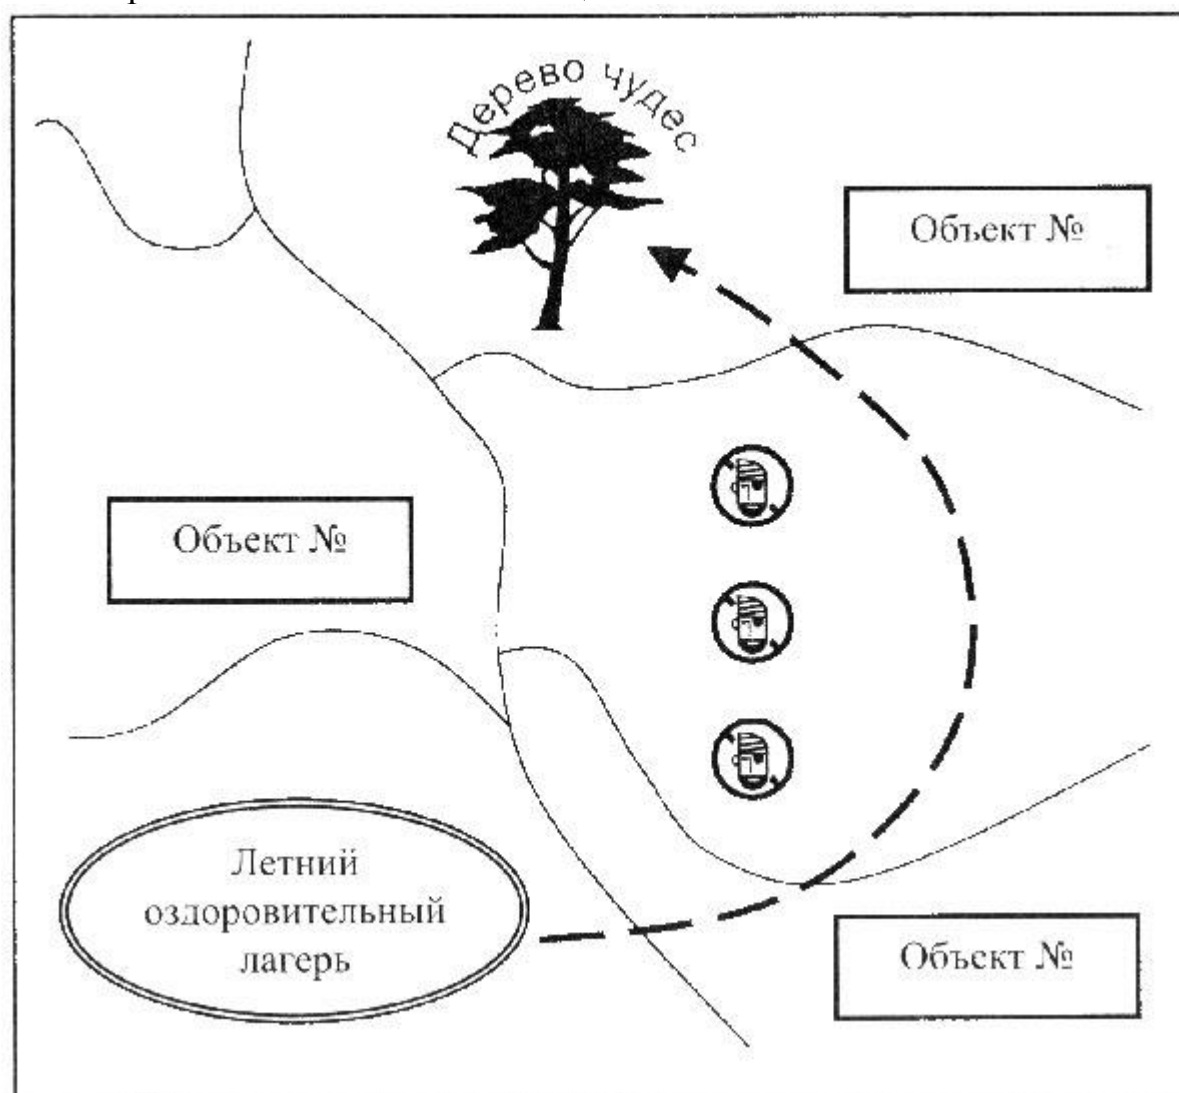 Дерево чудес
Объект №
Объект №
Летний
оздоровительный
лагерь
Объект №